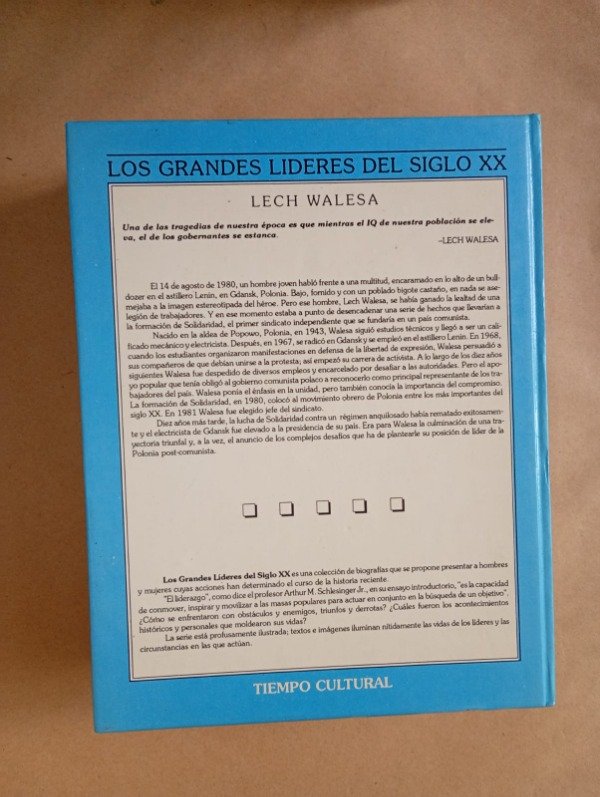 LOS GRANDES LIDERES DEL SIGLO XX
LECH WALESA
Una de las tragedias de nuestra época es que mientras el IQ de nuestra población se ele-
va, el de los gobernantes se estanca.
–LECH WALESA
El 14 de agosto de 1980, un hombre joven habló frente a una multitud, encaramado en lo alto de un bull-
dozer en el astillero Lenin, en Gdansk, Polonia. Bajo, fornido y con un poblado bigote castaño, en nada se ase-
mejaba a la imagen estereotipada del héroe. Pero ese hombre, Lech Walesa, se había ganado la lealtad de una
legión de trabajadores. Y en ese momento estaba a punto de desencadenar una serie de hechos que llevarían a
la formación de Solidaridad, el primer sindicato independiente que se fundaría en un país comunista.
Nacido en la aldea de Popowo, Polonia, en 1943, Walesa siguió estudios técnicos y llegó a ser un cali-
ficado mecánico y electricista. Después, en 1967, se radicó en Gdansk y se empleó en el astillero Lenin. En 1968,
cuando los estudiantes organizaron manifestaciones en defensa de la libertad de expresión, Walesa persuadió a
sus compañeros de que debían unirse a la protesta; así empezó su carrera de activista. A lo largo de los diez años
siguientes Walesa fue despedido de diversos empleos y encarcelado por desafiar a las autoridades. Pero el apo-
yo popular que tenía obligó al gobierno comunista polaco a reconocerlo como principal representante de los tra-
bajadores del país. Walesa ponía el énfasis en la unidad, pero también conocía la importancia del compromiso.
La formación de Solidaridad, en 1980, colocó al movimiento obrero de Polonia entre los más importantes del
siglo XX. En 1981 Walesa fue elegido jefe del sindicato.
Diez años más tarde, la lucha de Solidaridad contra un régimen anquilosado había rematado exitosamen-
te y el electricista de Gdansk fue elevado a la presidencia de su país. Era para Walesa la culminación de una tra-
yectoria triunfal y, a la vez, el anuncio de los complejos desafíos que ha de plantearle su posición de líder de la
Polonia post-comunista.
Los Grandes Líderes del Siglo XX es una colección de biografías que se propone presentar a hombres
y mujeres cuyas acciones han determinado el curso de la historia reciente.
"El liderazgo", como dice el profesor Arthur M. Schlesinger Jr., en su ensayo introductorio, "es la capacidad
de conmover, inspirar y movilizar a las masas populares para actuar en conjunto en la búsqueda de un objetivo".
¿Cómo se enfrentaron con obstáculos y enemigos, triunfos y derrotas? ¿Cuáles fueron los acontecimientos
históricos y personales que moldearon sus vidas?
La serie está profusamente ilustrada; textos e imágenes iluminan nítidamente las vidas de los líderes y las
circunstancias en las que actúan.
TIEMPO CULTURAL